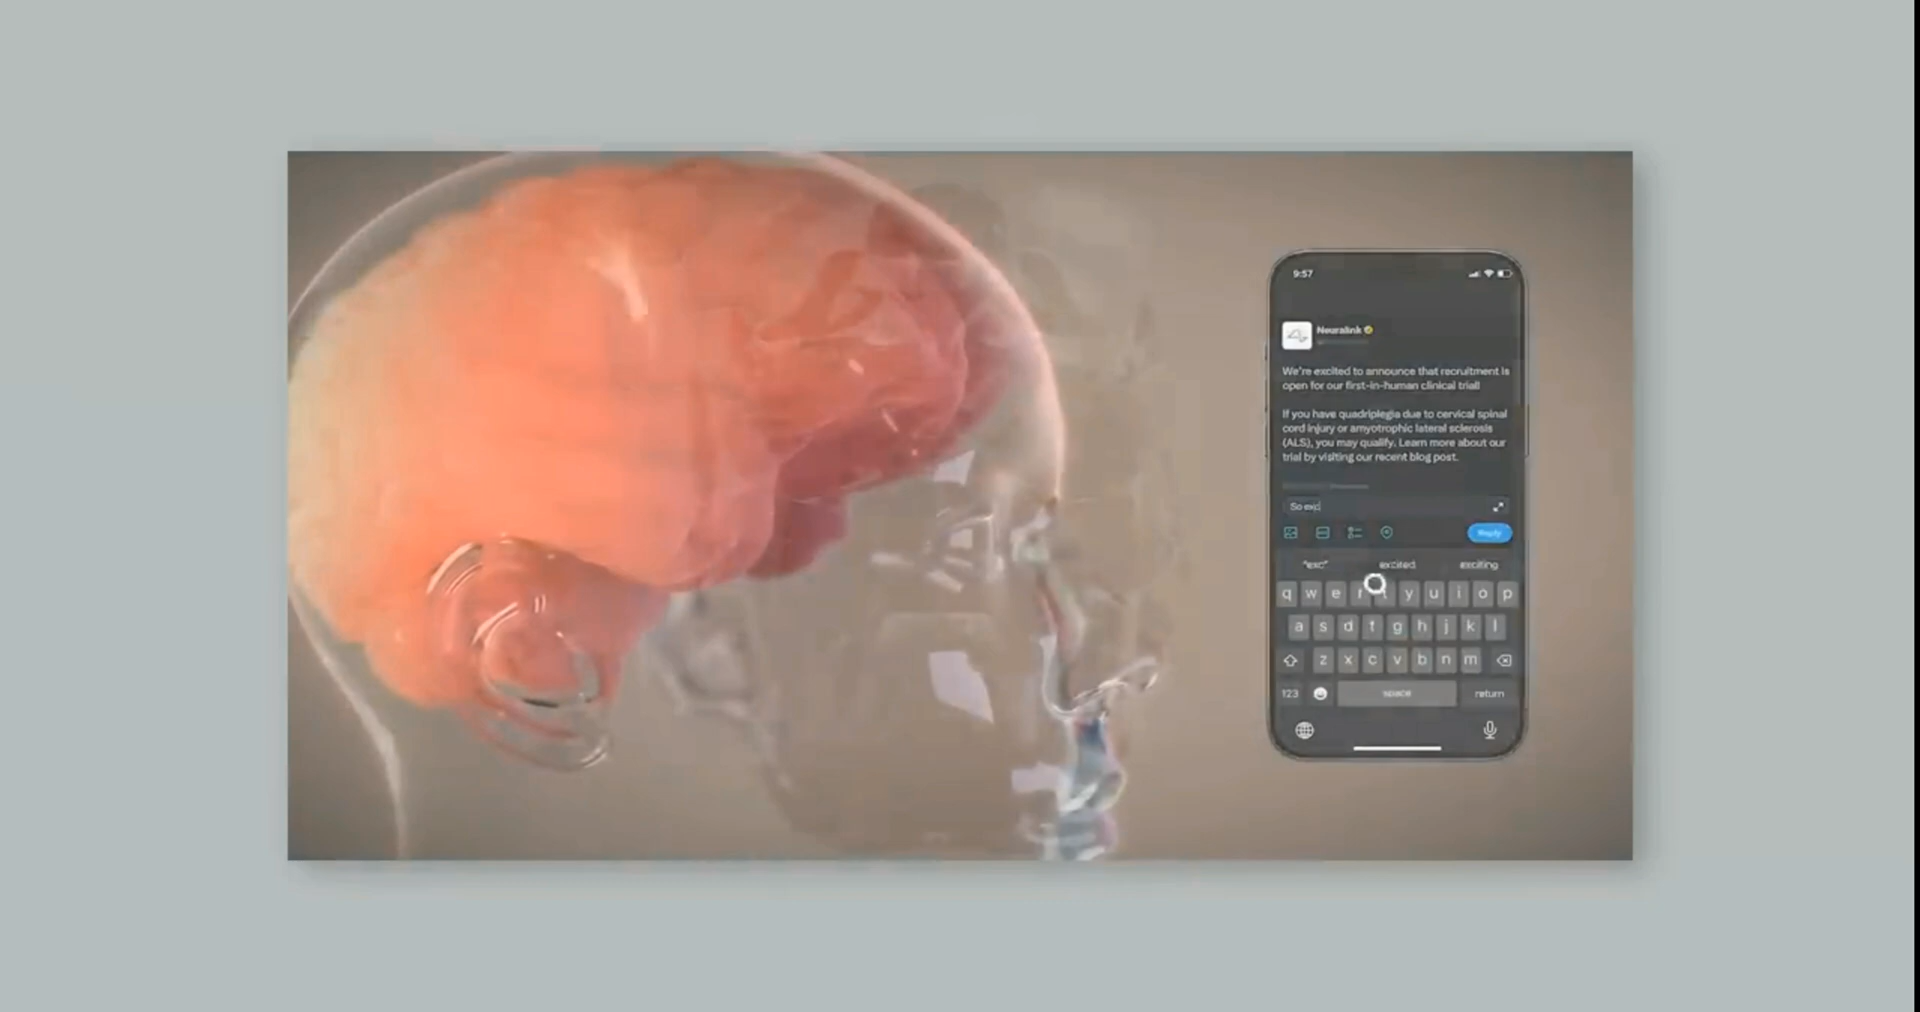 9:57
Neuralink
We're excited to announce that recruitment is
open for our first-in-human clinical trial!
If you have quadriplegia due to cervical spinal
cord injury or amyotrophic lateral sclerosis
(ALS), you may qualify. Learn more about our
trial by visiting our recent blog post.
So exc
Reply
"exc" excited exciting
q w e r t y u i o p
a s d f g h j k l
z x c v b n m
123 space return